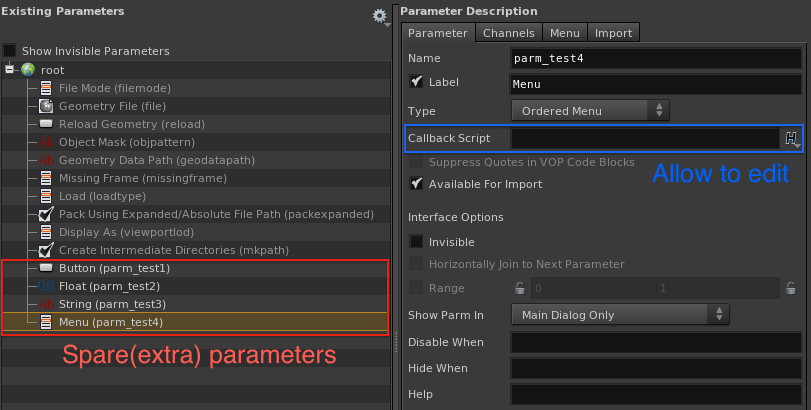 Existing Parameters
Show Invisible Parameters
root
File Mode (filemode)
Geometry File (file)
Reload Geometry (reload)
Object Mask (objpattern)
Geometry Data Path (geodatapath)
Missing Frame (missingframe)
Load (loadtype)
Pack Using Expanded/Absolute File Path (packexpanded)
Display As (viewportlod)
Create Intermediate Directories (mkpath)
Button (parm_test1)
Float (parm_test2)
String (parm_test3)
Menu (parm_test4)
Spare(extra) parameters
Parameter Description
Parameter Channels Menu Import
Name parm_test4
Label Menu
Type Ordered Menu
Callback Script H
Suppress Quotes in VOP Code Blocks
Allow to edit
Available For Import
Interface Options
Invisible
Horizontally Join to Next Parameter
Range 0 1
Show Parm In Main Dialog Only
Disable When
Hide When
Help